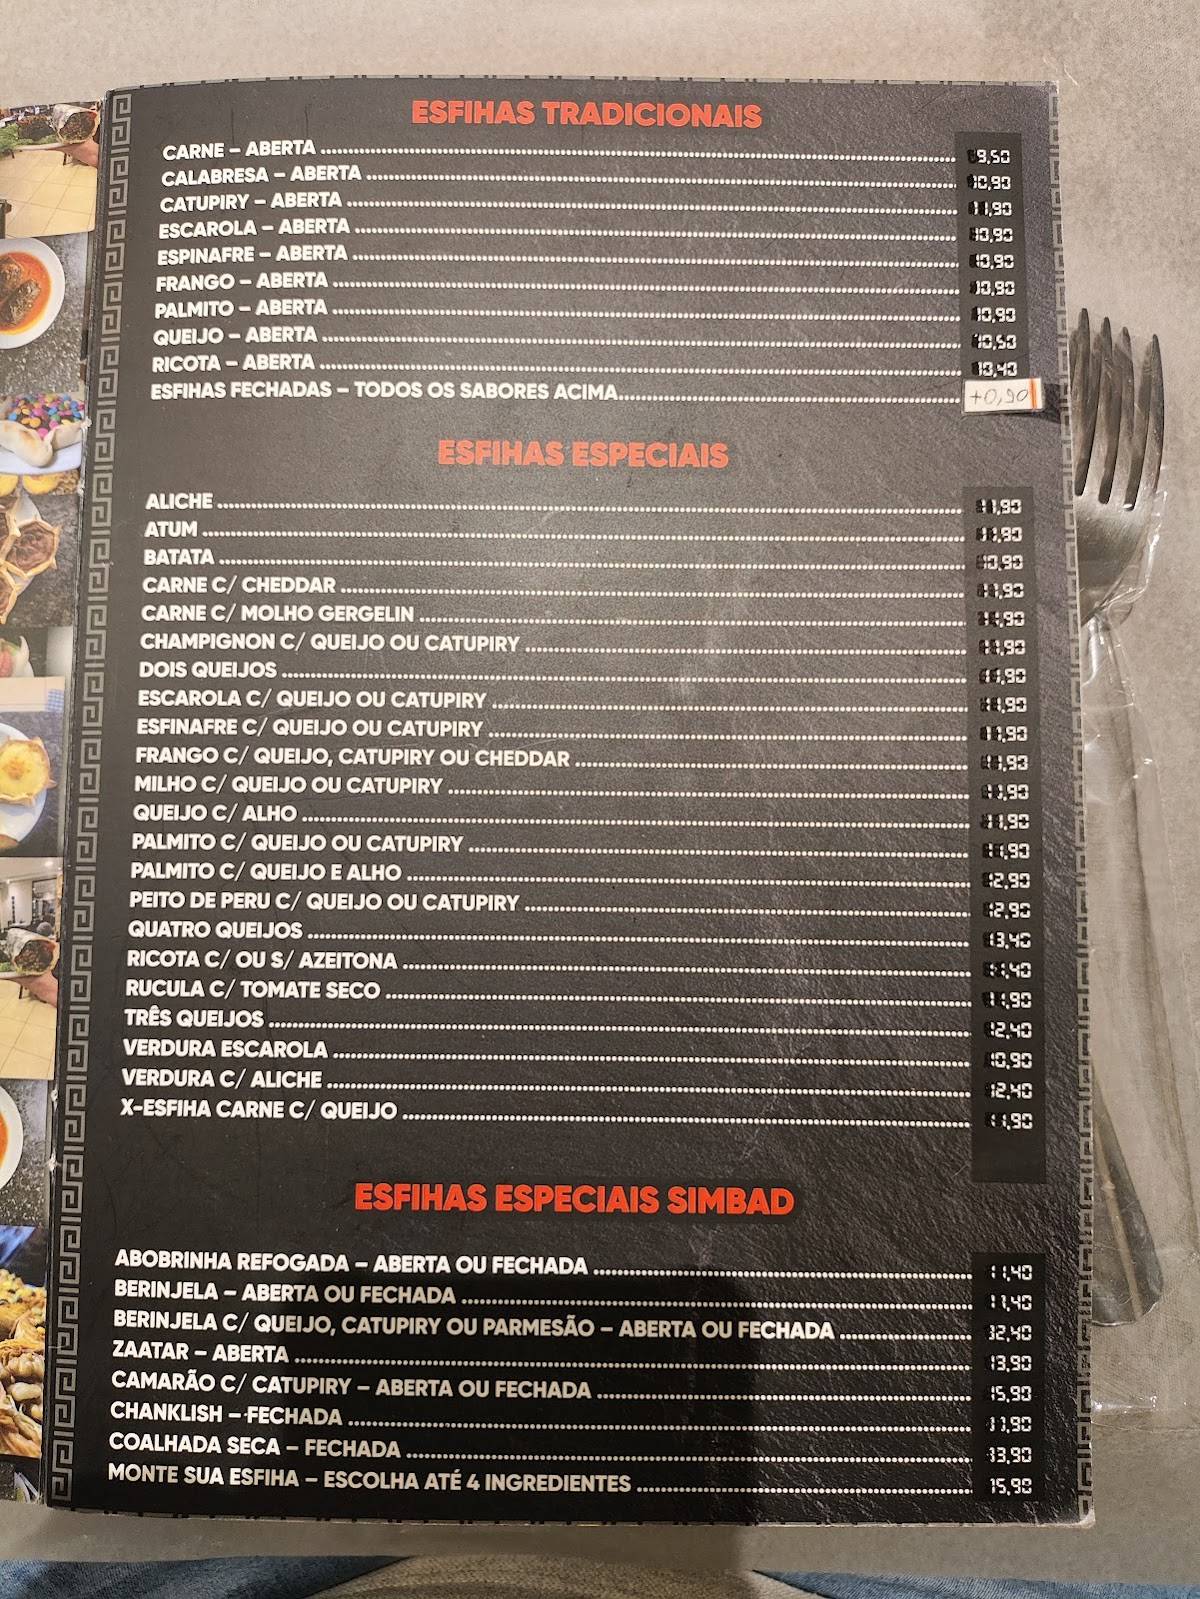 ESFIHAS TRADICIONAIS
CARNE – ABERTA 9,50
CALABRESA – ABERTA 10,90
CATUPIRY – ABERTA 11,90
ESCAROLA – ABERTA 10,90
ESPINAFRE – ABERTA 10,90
FRANGO – ABERTA 10,90
PALMITO – ABERTA 10,90
QUEIJO – ABERTA 10,50
RICOTA – ABERTA 10,40
ESFIHAS FECHADAS – TODOS OS SABORES ACIMA +0,90
ESFIHAS ESPECIAIS
ALICHE 11,90
ATUM 11,90
BATATA 10,90
CARNE C/ CHEDDAR 11,90
CARNE C/ MOLHO GERGELIN
CHAMPIGNON C/ QUEIJO OU CATUPIRY 11,90
DOIS QUEIJOS 11,90
ESCAROLA C/ QUEIJO OU CATUPIRY 11,90
ESFINAFRE C/ QUEIJO OU CATUPIRY 11,90
FRANGO C/ QUEIJO, CATUPIRY OU CHEDDAR 11,90
MILHO C/ QUEIJO OU CATUPIRY 11,90
QUEIJO C/ ALHO 11,90
PALMITO C/ QUEIJO OU CATUPIRY 11,90
PALMITO C/ QUEIJO E ALHO 12,90
PEITO DE PERU C/ QUEIJO OU CATUPIRY 12,90
QUATRO QUEIJOS 13,40
RICOTA C/ OU S/ AZEITONA
RUCULA C/ TOMATE SECO 11,90
TRÊS QUEIJOS 12,40
VERDURA ESCAROLA 10,90
VERDURA C/ ALICHE 12,40
X-ESFIHA CARNE C/ QUEIJO 11,90
ESFIHAS ESPECIAIS SIMBAD
ABOBRINHA REFOGADA – ABERTA OU FECHADA 11,40
BERINJELA – ABERTA OU FECHADA 11,40
BERINJELA C/ QUEIJO, CATUPIRY OU PARMESÃO – ABERTA OU FECHADA 12,40
ZAATAR – ABERTA 13,90
CAMARÃO C/ CATUPIRY – ABERTA OU FECHADA 15,90
CHANKLISH – FECHADA 11,90
COALHADA SECA – FECHADA 13,90
MONTE SUA ESFIHA – ESCOLHA ATÉ 4 INGREDIENTES 15,90